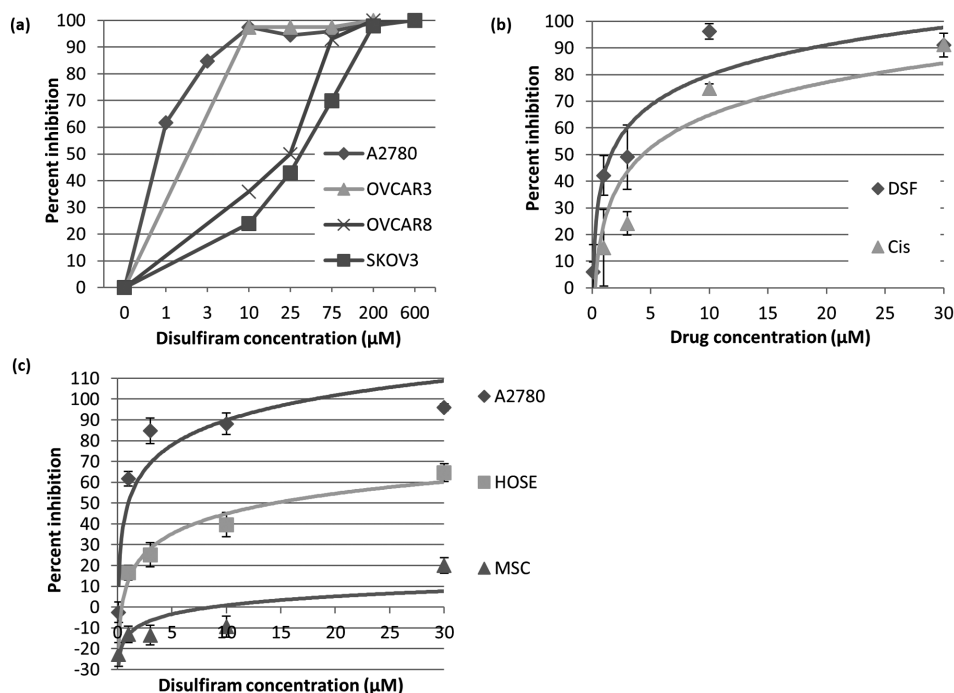 (a)
Percent inhibition
100
90
80
70
60
50
40
30
20
10
0
0 1 3 10 25 75 200 600
Disulfiram concentration (µM)
A2780
OVCAR3
OVCAR8
SKOV3
(b)
Percent inhibition
100
90
80
70
60
50
40
30
20
10
0
0 5 10 15 20 25 30
Drug concentration (µM)
DSF
Cis
(c)
Percent inhibition
110
100
90
80
70
60
50
40
30
20
10
0
-10
-20
-30
0 5 10 15 20 25 30
Disulfiram concentration (µM)
A2780
HOSE
MSC